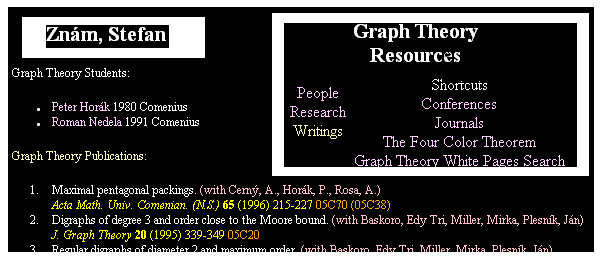 Znám, Stefan
Graph Theory
Resources
People
Research
Writings
Shortcuts
Conferences
Journals
The Four Color Theorem
Graph Theory White Pages Search
Graph Theory Students:
Peter Horák 1980 Comenius
Roman Nedela 1991 Comenius
Graph Theory Publications:
1. Maximal pentagonal packings. (with Cerný, A., Horák, P., Rosa, A.)
Acta Math. Univ. Comenian. (N.S.) 65 (1996) 215-227 05C70 (05C38)
2. Digraphs of degree 3 and order close to the Moore bound. (with Baskoro, Edy Tri, Miller, Mirka, Plesník, Ján)
J. Graph Theory 20 (1995) 339-349 05C20
3. Regular digraphs of diameter 2 and maximum order. (with Baskoro, Edy Tri, Miller, Mirka, Plesník, Ján)